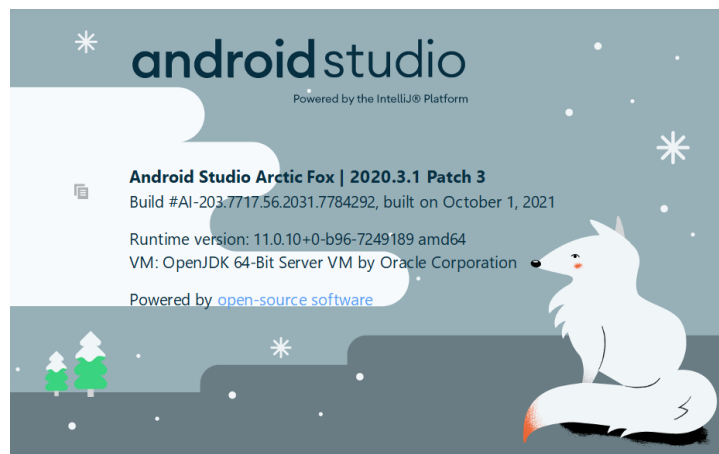 android studio
Powered by the IntelliJ® Platform
Android Studio Arctic Fox | 2020.3.1 Patch 3
Build #AI-203.7717.56.2031.7784292, built on October 1, 2021
Runtime version: 11.0.10+0-b96-7249189 amd64
VM: OpenJDK 64-Bit Server VM by Oracle Corporation
Powered by open-source software